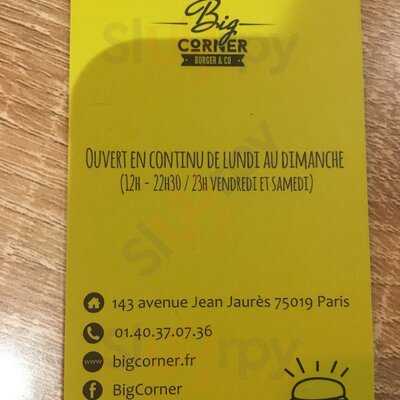 Big
CORNER
BURGER & CO
OUVERT EN CONTINU DE LUNDI AU DIMANCHE
(12H - 22H30 / 23H VENDREDI ET SAMEDI)
143 avenue Jean Jaurès 75019 Paris
01.40.37.07.36
www
bigcorner.fr
f
BigCorner